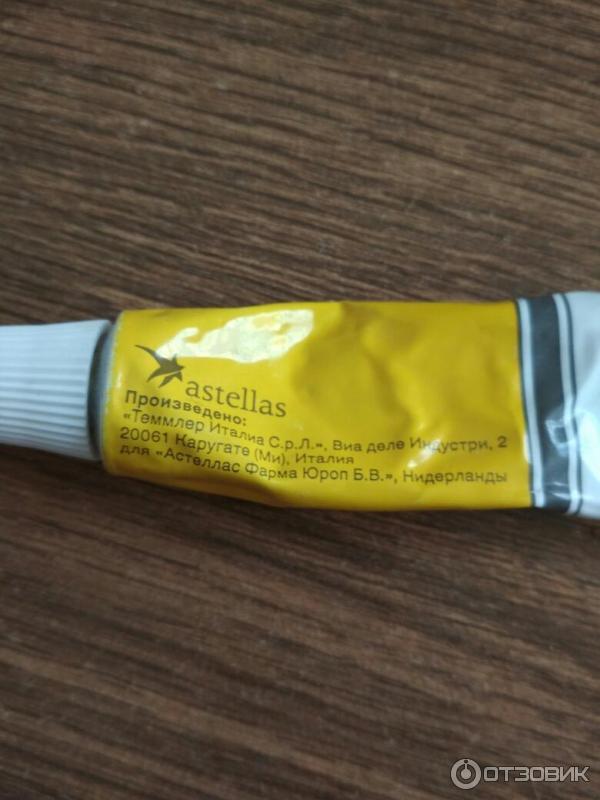 astellas
Произведено:
«Теммлер Италиа С.р.Л.», Виа деле Индустри, 2
20061 Каругате (Ми), Италия
для «Астеллас Фарма Юроп Б.В.», Нидерланды
ОТЗОВИК